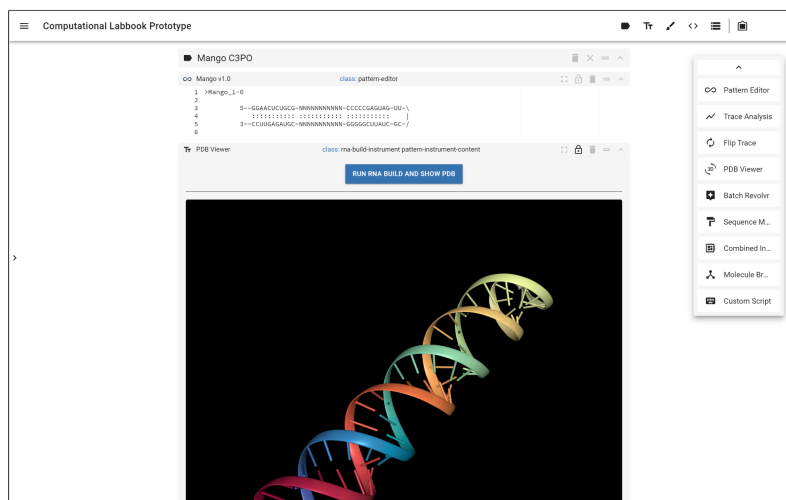 Computational Labbook Prototype
Tт
<>
Mango C3PO
Mango v1.0 class: pattern-editor
1 >Mango_1-0
2
3 5--GGAACUCUGCG-NNNNNNNNNNN-CCCCCGAGUAG-UU-\
4 ::::::::::: ::::::::::: ::::::::::: |
5 3--CCUUGAGAUGC-NNNNNNNNNNN-GGGGGCUUAUC-GC-/
6
Tт PDB Viewer class: rna-build-instrument pattern-instrument-content
RUN RNA BUILD AND SHOW PDB
Pattern Editor
Trace Analysis
Flip Trace
3D PDB Viewer
Batch Revolvr
Sequence M...
Combined In...
Molecule Br...
Custom Script